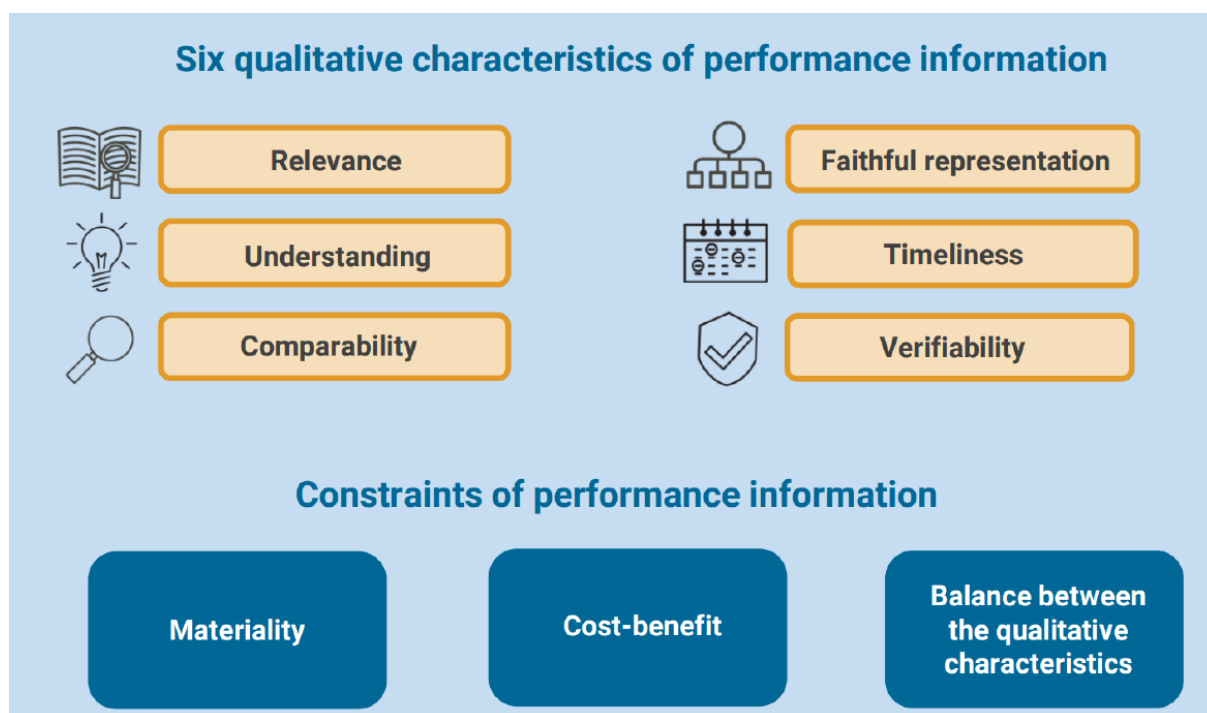 Six qualitative characteristics of performance information
Relevance
Faithful representation
Understanding
Timeliness
Comparability
Verifiability
Constraints of performance information
Materiality
Cost-benefit
Balance between
the qualitative
characteristics